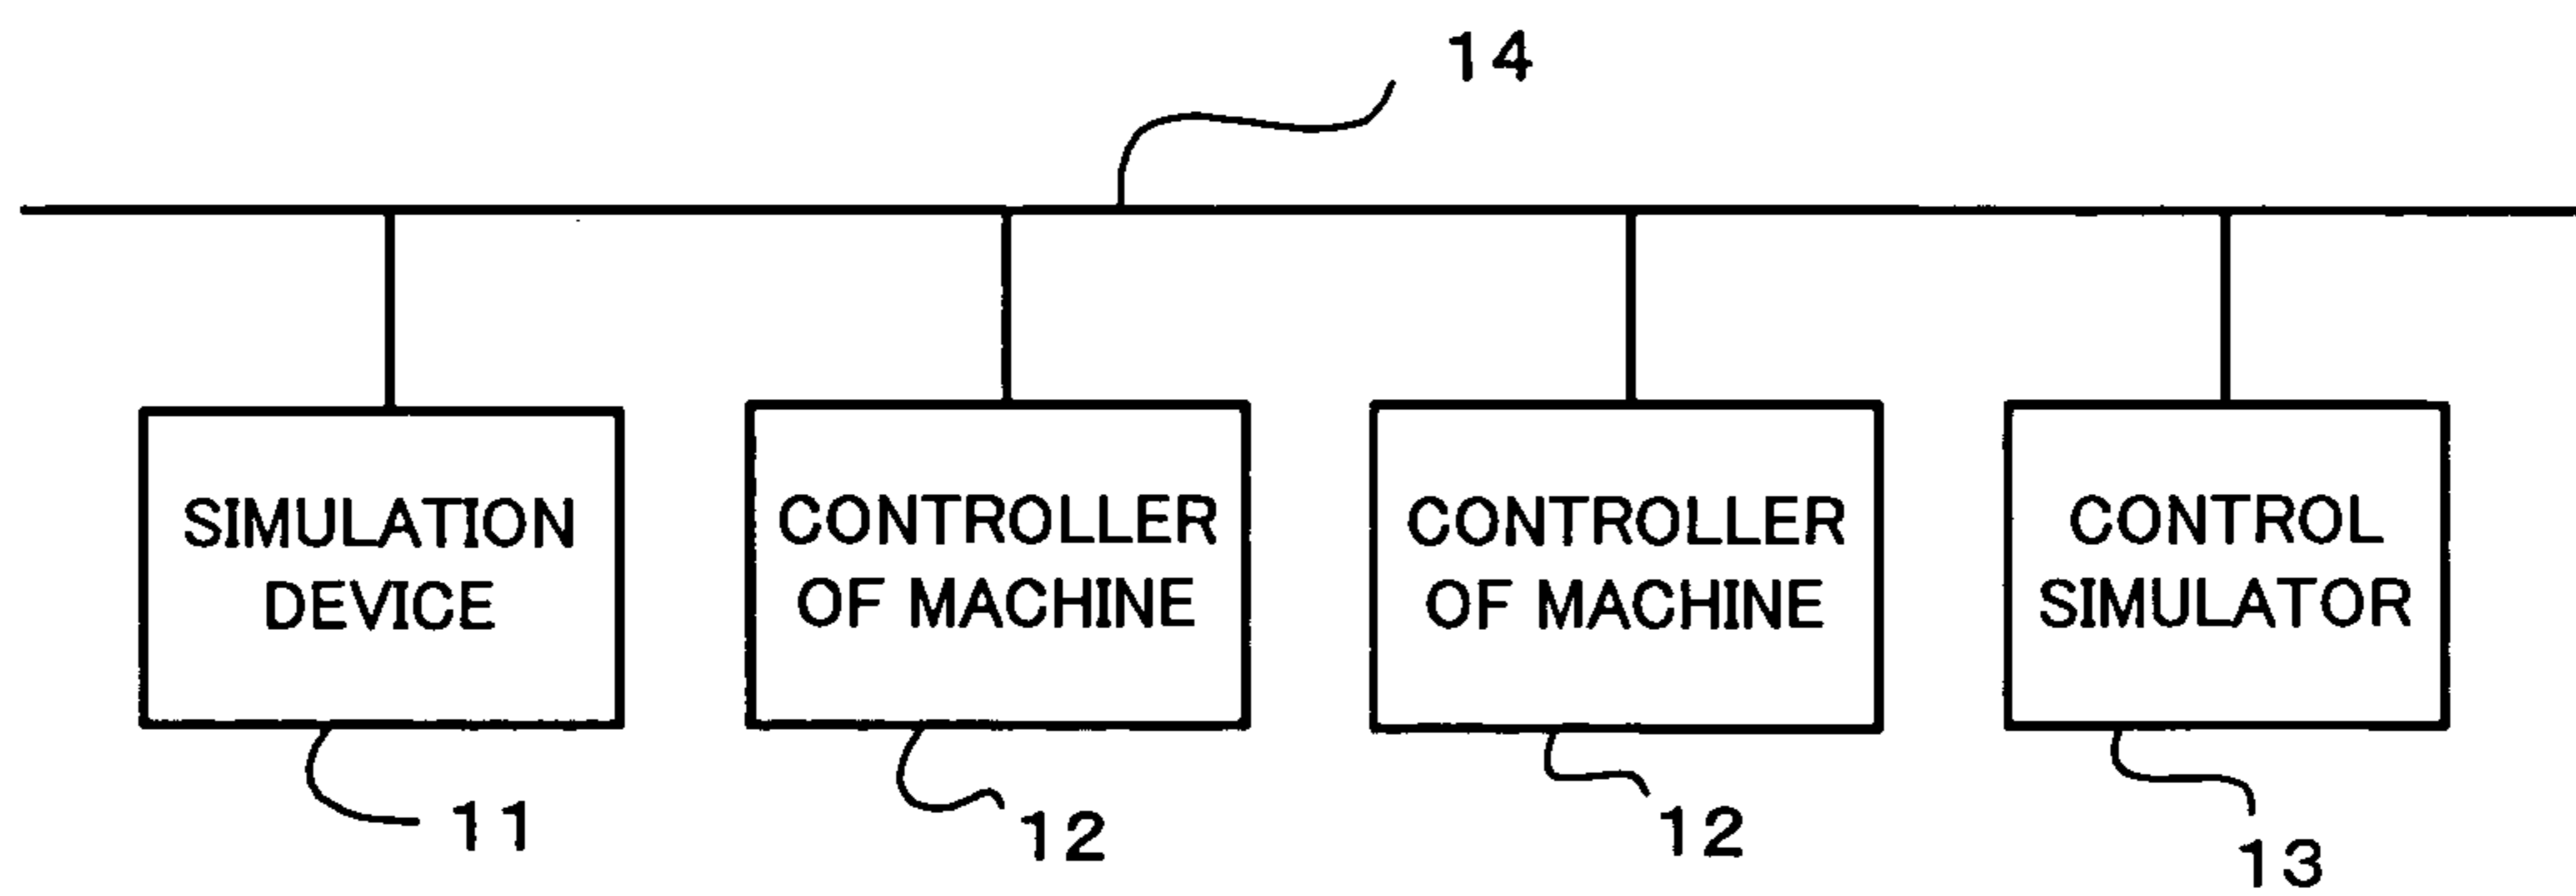 14
SIMULATION
DEVICE
CONTROLLER
OF MACHINE
CONTROLLER
OF MACHINE
CONTROL
SIMULATOR
11
12
12
13